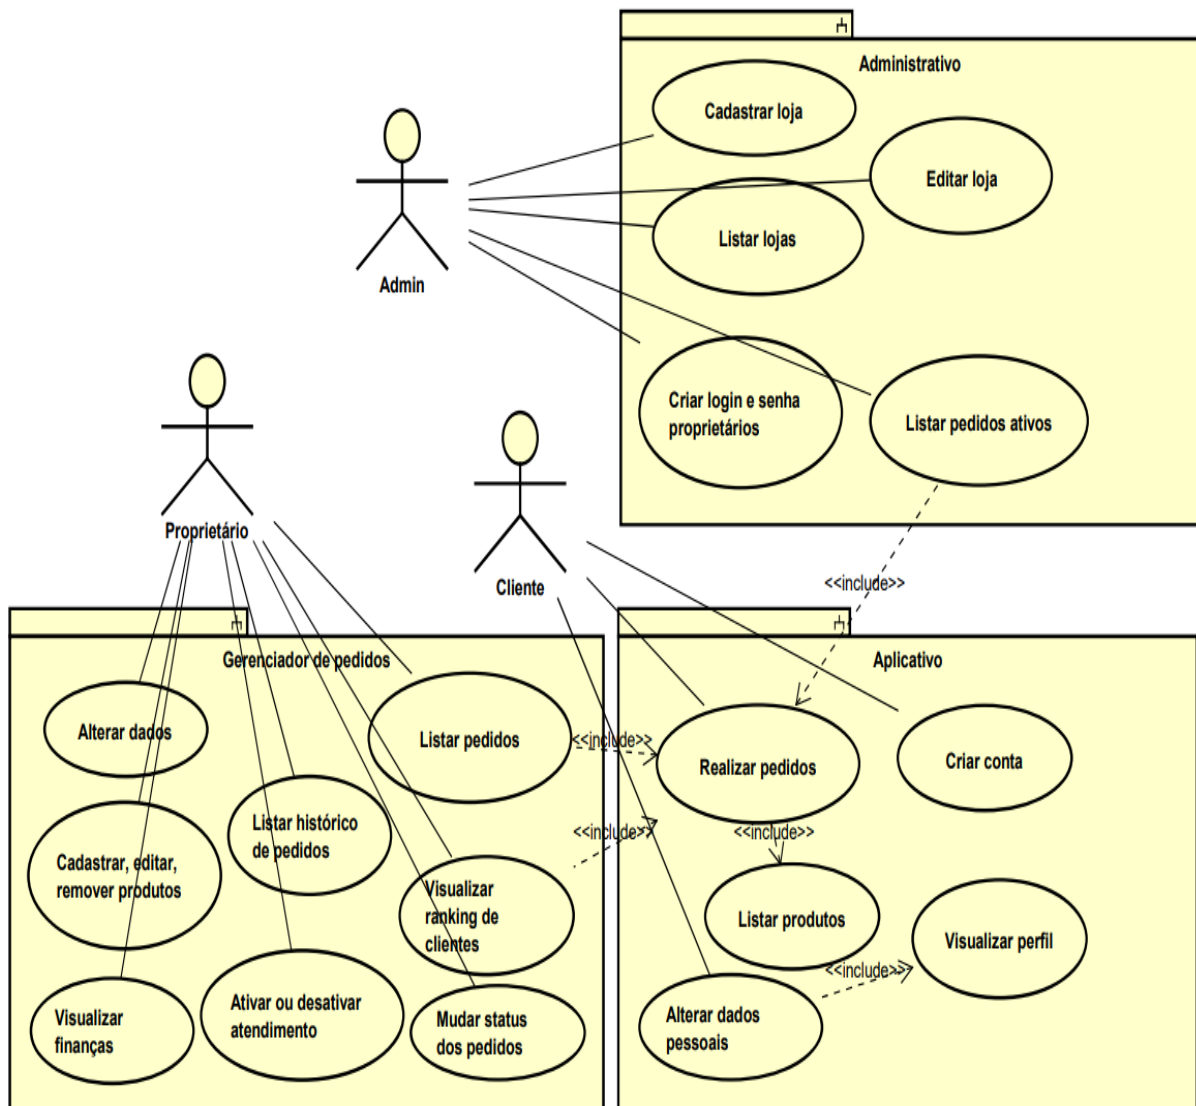 Administrativo
Cadastrar loja
Editar loja
Listar lojas
Admin
Criar login e senha
proprietários
Listar pedidos ativos
Proprietário
Cliente
<<include>>
Gerenciador de pedidos
Aplicativo
Alterar dados
Listar pedidos
<<include>>
Realizar pedidos
Criar conta
Listar histórico
de pedidos
<<include>>
<<include>>
Cadastrar, editar,
remover produtos
Visualizar
ranking de
clientes
Listar produtos
Visualizar perfil
<<include>>
Visualizar
finanças
Ativar ou desativar
atendimento
Mudar status
dos pedidos
Alterar dados
pessoais